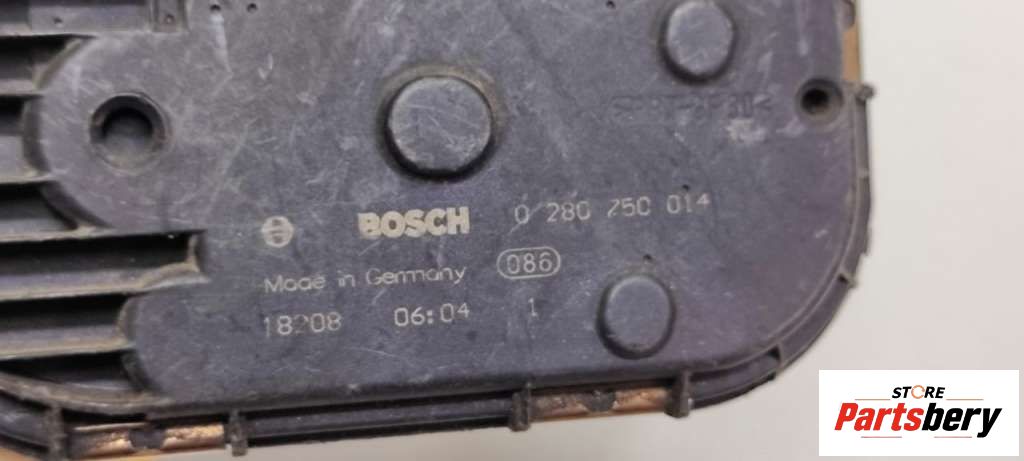 BOSCH 0 280 750 014
Made in Germany 086
18208 06:04 1
STORE
Partsbery